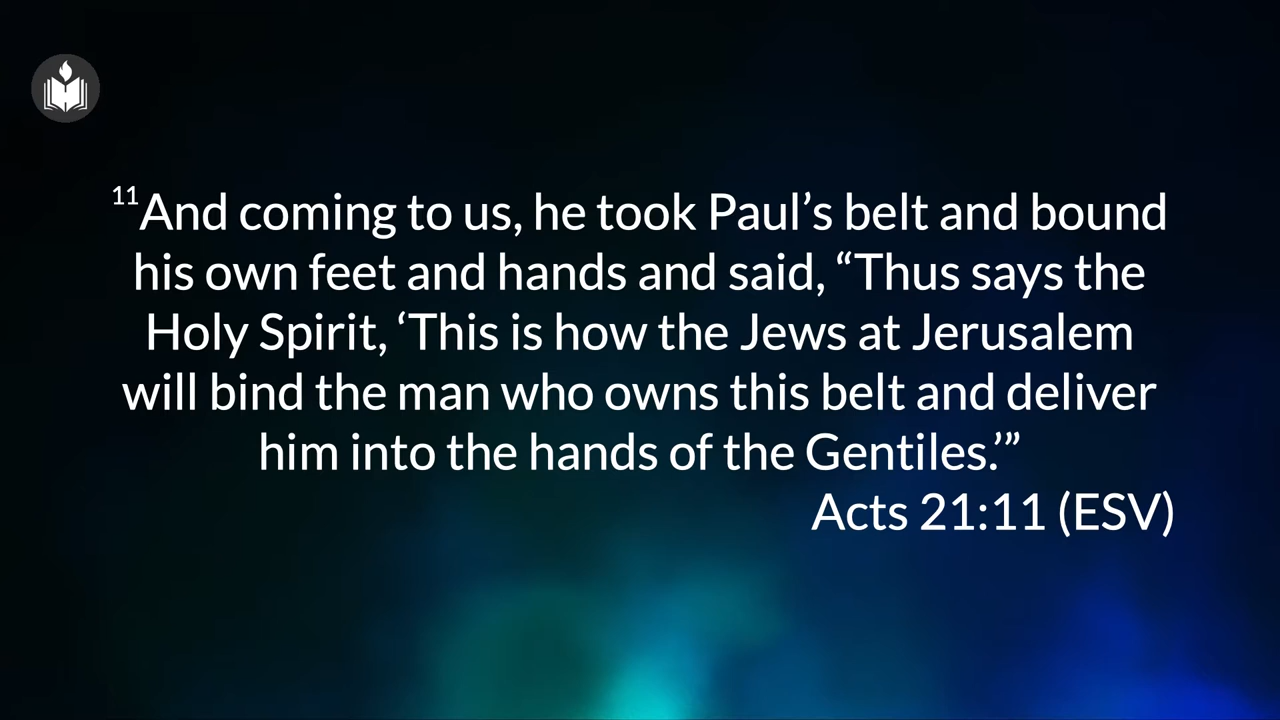 11And coming to us, he took Paul’s belt and bound
his own feet and hands and said, “Thus says the
Holy Spirit, ‘This is how the Jews at Jerusalem
will bind the man who owns this belt and deliver
him into the hands of the Gentiles.’”
Acts 21:11 (ESV)